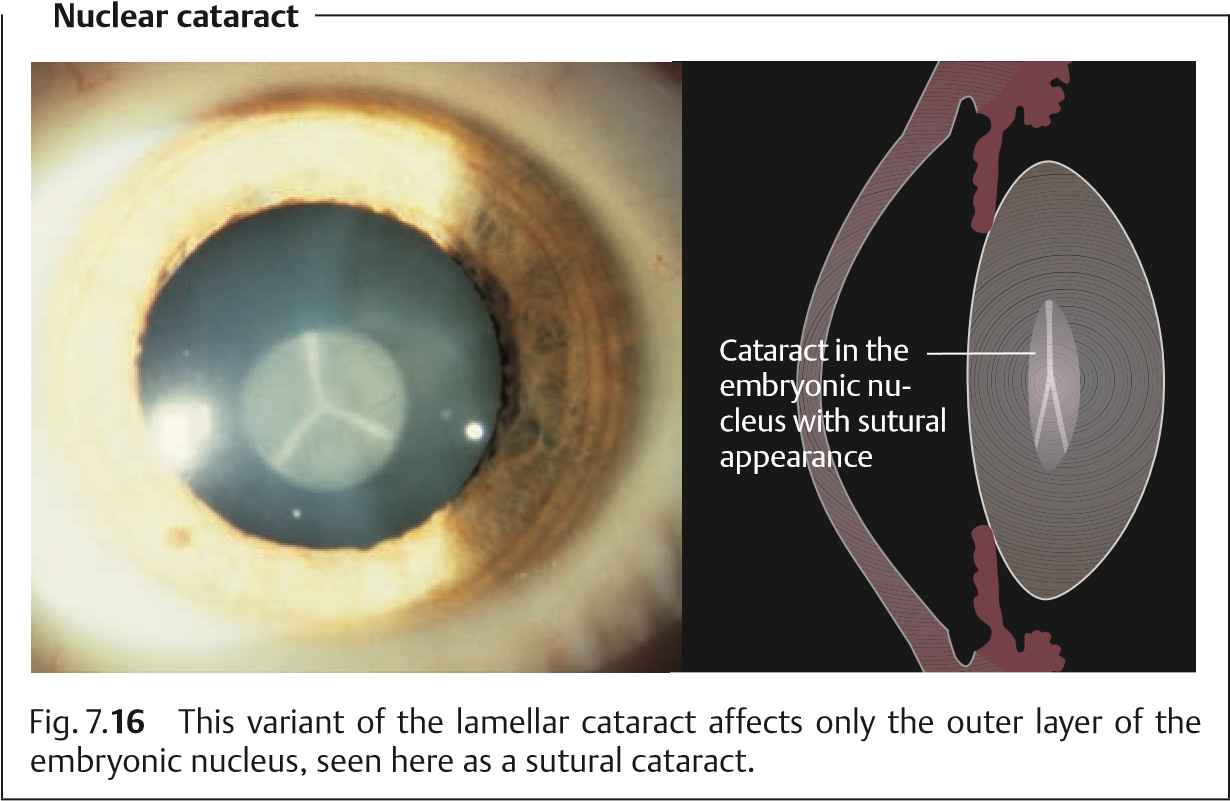 Nuclear cataract
Cataract in the
embryonic nu-
cleus with sutural
appearance
Fig. 7.16 This variant of the lamellar cataract affects only the outer layer of the
embryonic nucleus, seen here as a sutural cataract.